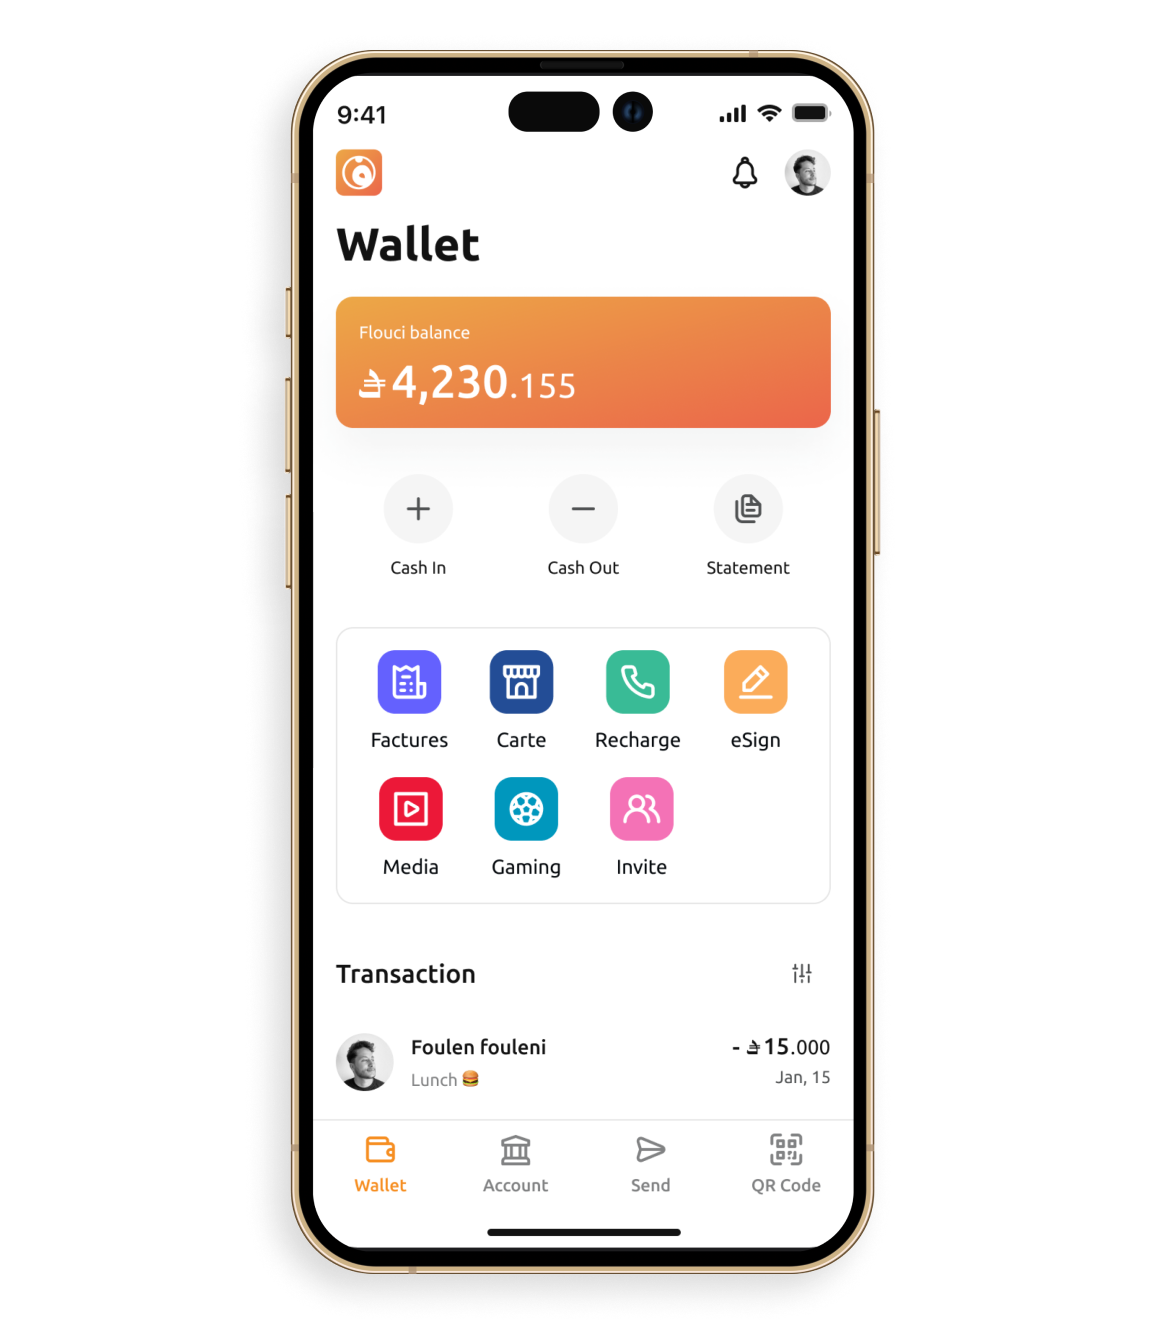 9:41
Wallet
Flouci balance
4,230.155
Cash In
Cash Out
Statement
Factures
Carte
Recharge
eSign
Media
Gaming
Invite
Transaction
Foulen fouleni
- 15.000
Lunch 🍔
Jan, 15
Wallet
Account
Send
QR Code